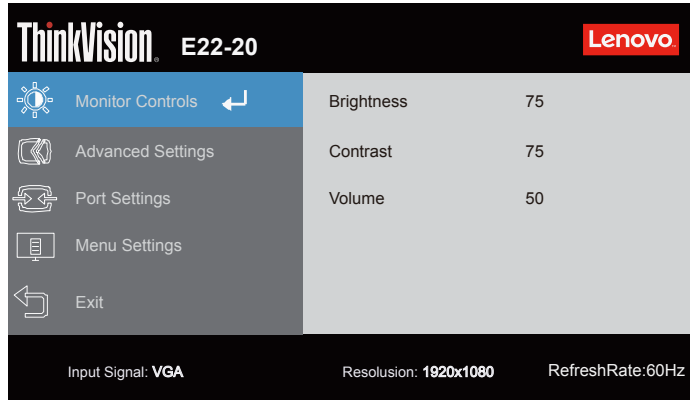 ThinkVision. E22-20
Lenovo.
Monitor Controls
Brightness 75
Advanced Settings
Contrast 75
Port Settings
Volume 50
Menu Settings
Exit
Input Signal: VGA
Resolusion: 1920x1080
RefreshRate:60Hz